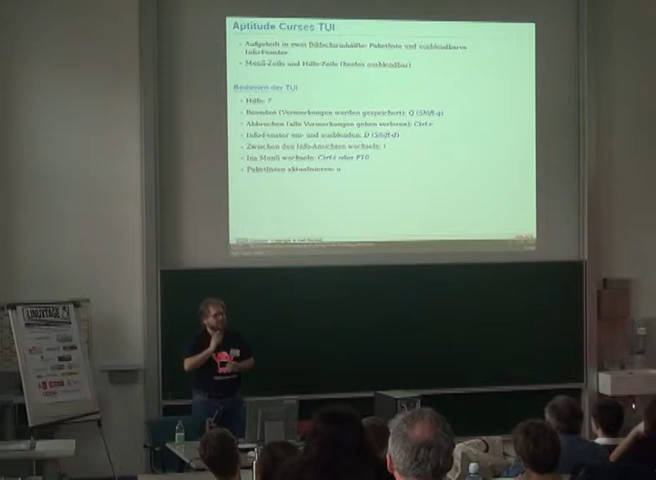 Aptitude Curses TUI
Aufgeteilt in zwei Bildschirmhälfte: Paketliste und ausblendbares
Info-Fenster
Menü-Zeile und Hilfe-Zeile (beides ausblendbar)
Bedienen der TUI
Hilfe: ?
Beenden (Vormerkungen werden gespeichert): Q (Shift-q)
Abbrechen (alle Vormerkungen gehen verloren): Ctrl-c
Info-Fenster ein- und ausblenden: D (Shift-d)
Zwischen den Info-Ansichten wechseln: i
Ins Menü wechseln: Ctrl-t oder F10
Paketlisten aktualisieren: u
LINUXTAGE